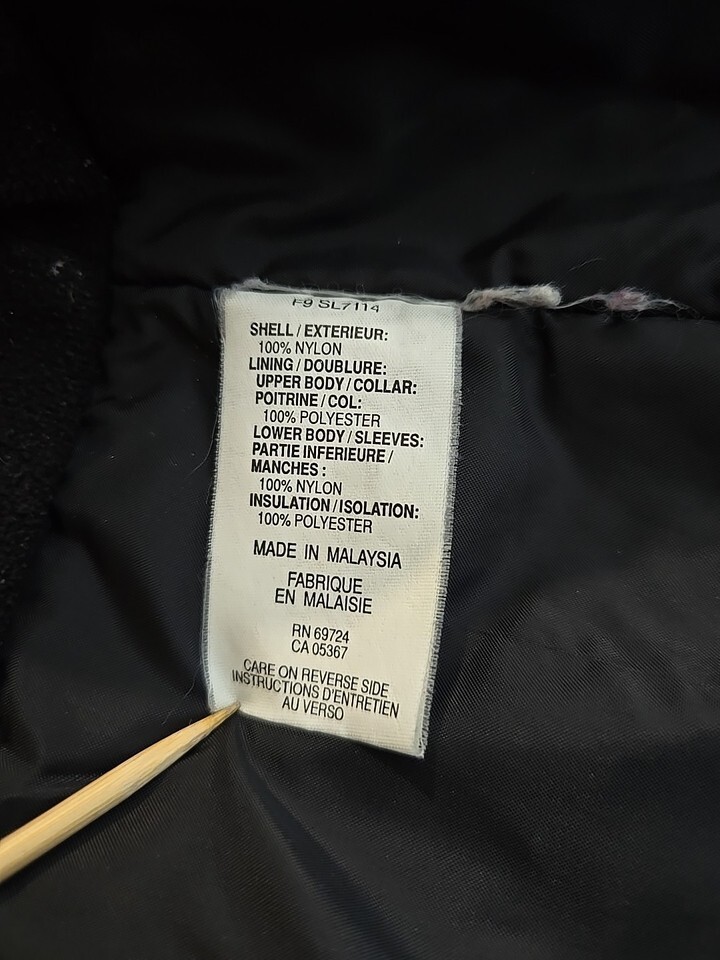 F9 SL7114
SHELL / EXTERIEUR:
100% NYLON
LINING / DOUBLURE:
UPPER BODY / COLLAR:
POITRINE / COL:
100% POLYESTER
LOWER BODY / SLEEVES:
PARTIE INFERIEURE /
MANCHES :
100% NYLON
INSULATION / ISOLATION:
100% POLYESTER
MADE IN MALAYSIA
FABRIQUE
EN MALAISIE
RN 69724
CA 05367
CARE ON REVERSE SIDE
INSTRUCTIONS D'ENTRETIEN
AU VERSO